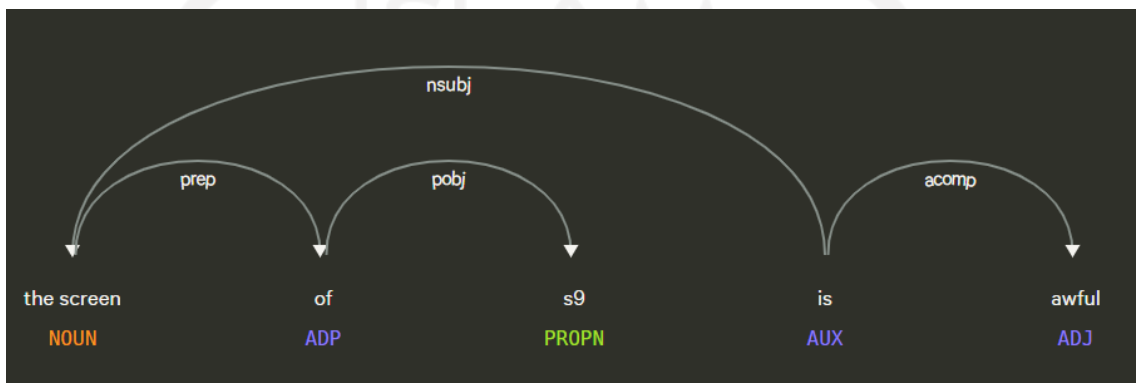 nsubj
prep pobj acomp
the screen of s9 is awful
NOUN ADP PROPN AUX ADJ